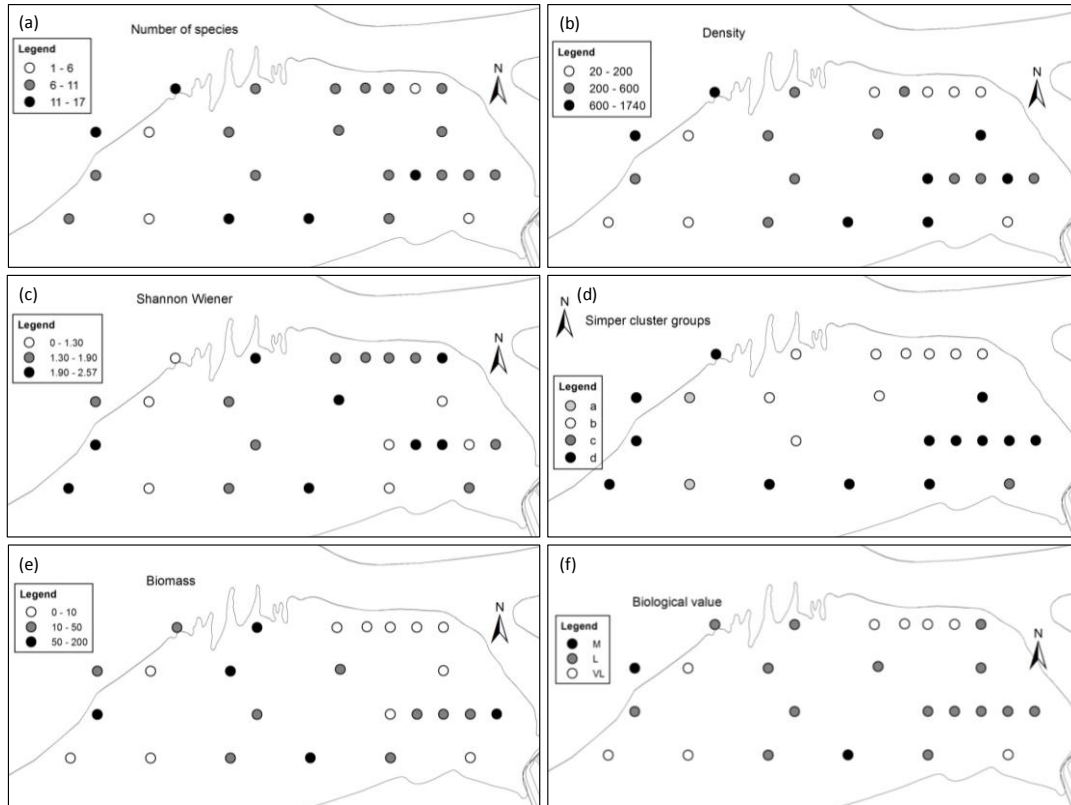 (a)
Number of species
Legend
1 - 6
6 - 11
11 - 17
N
(b)
Density
Legend
20 - 200
200 - 600
600 - 1740
N
(c)
Shannon Wiener
Legend
0 - 1.30
1.30 - 1.90
1.90 - 2.57
N
(d)
N
Simper cluster groups
Legend
a
b
c
d
(e)
Biomass
Legend
0 - 10
10 - 50
50 - 200
N
(f)
Biological value
Legend
M
L
VL
N